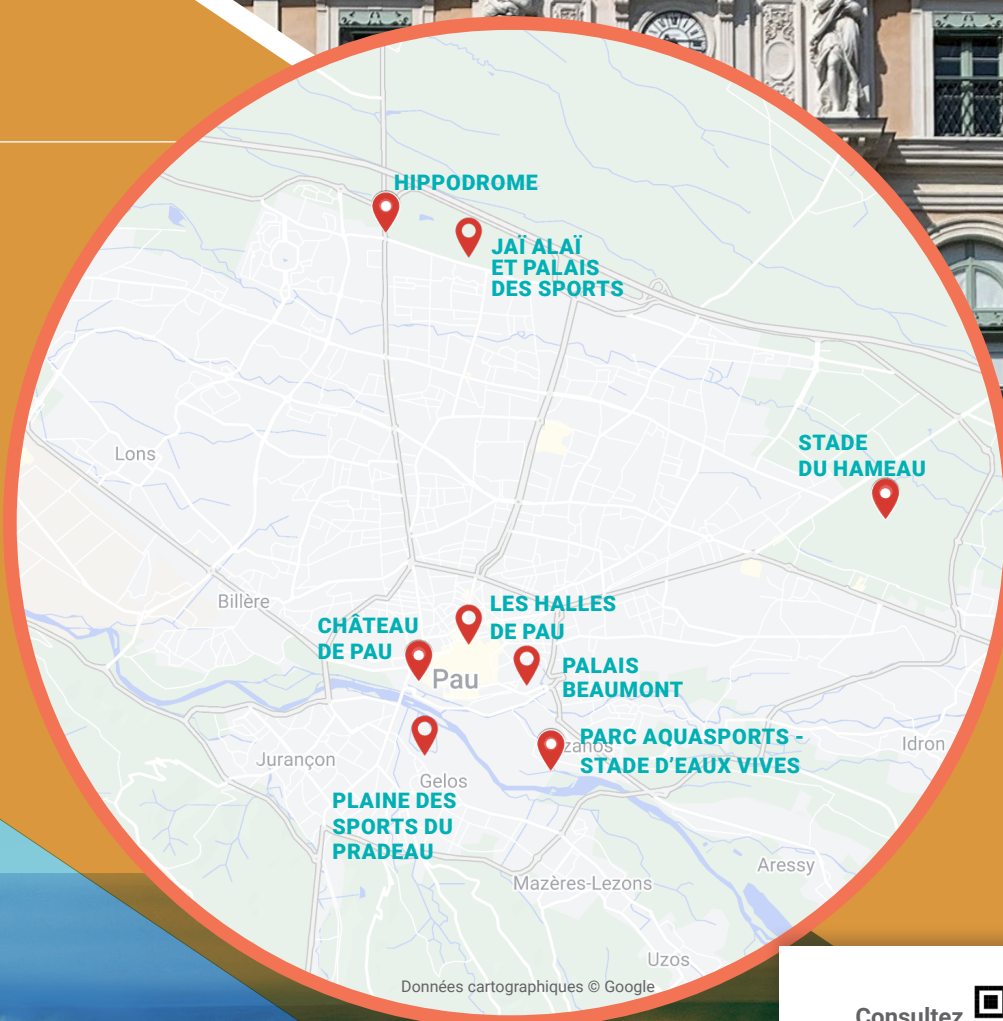 HIPPODROME
JAÏ ALAÏ
ET PALAIS
DES SPORTS
Lons
STADE
DU HAMEAU
Billère
LES HALLES
DE PAU
CHÂTEAU
DE PAU
Pau
PALAIS
BEAUMONT
PARC AQUASPORTS -
STADE D'EAUX VIVES
Idron
Jurançon
Gelos
PLAINE DES
SPORTS DU
PRADEAU
Aressy
Mazères-Lezons
Uzos
Données cartographiques © Google
Consultez